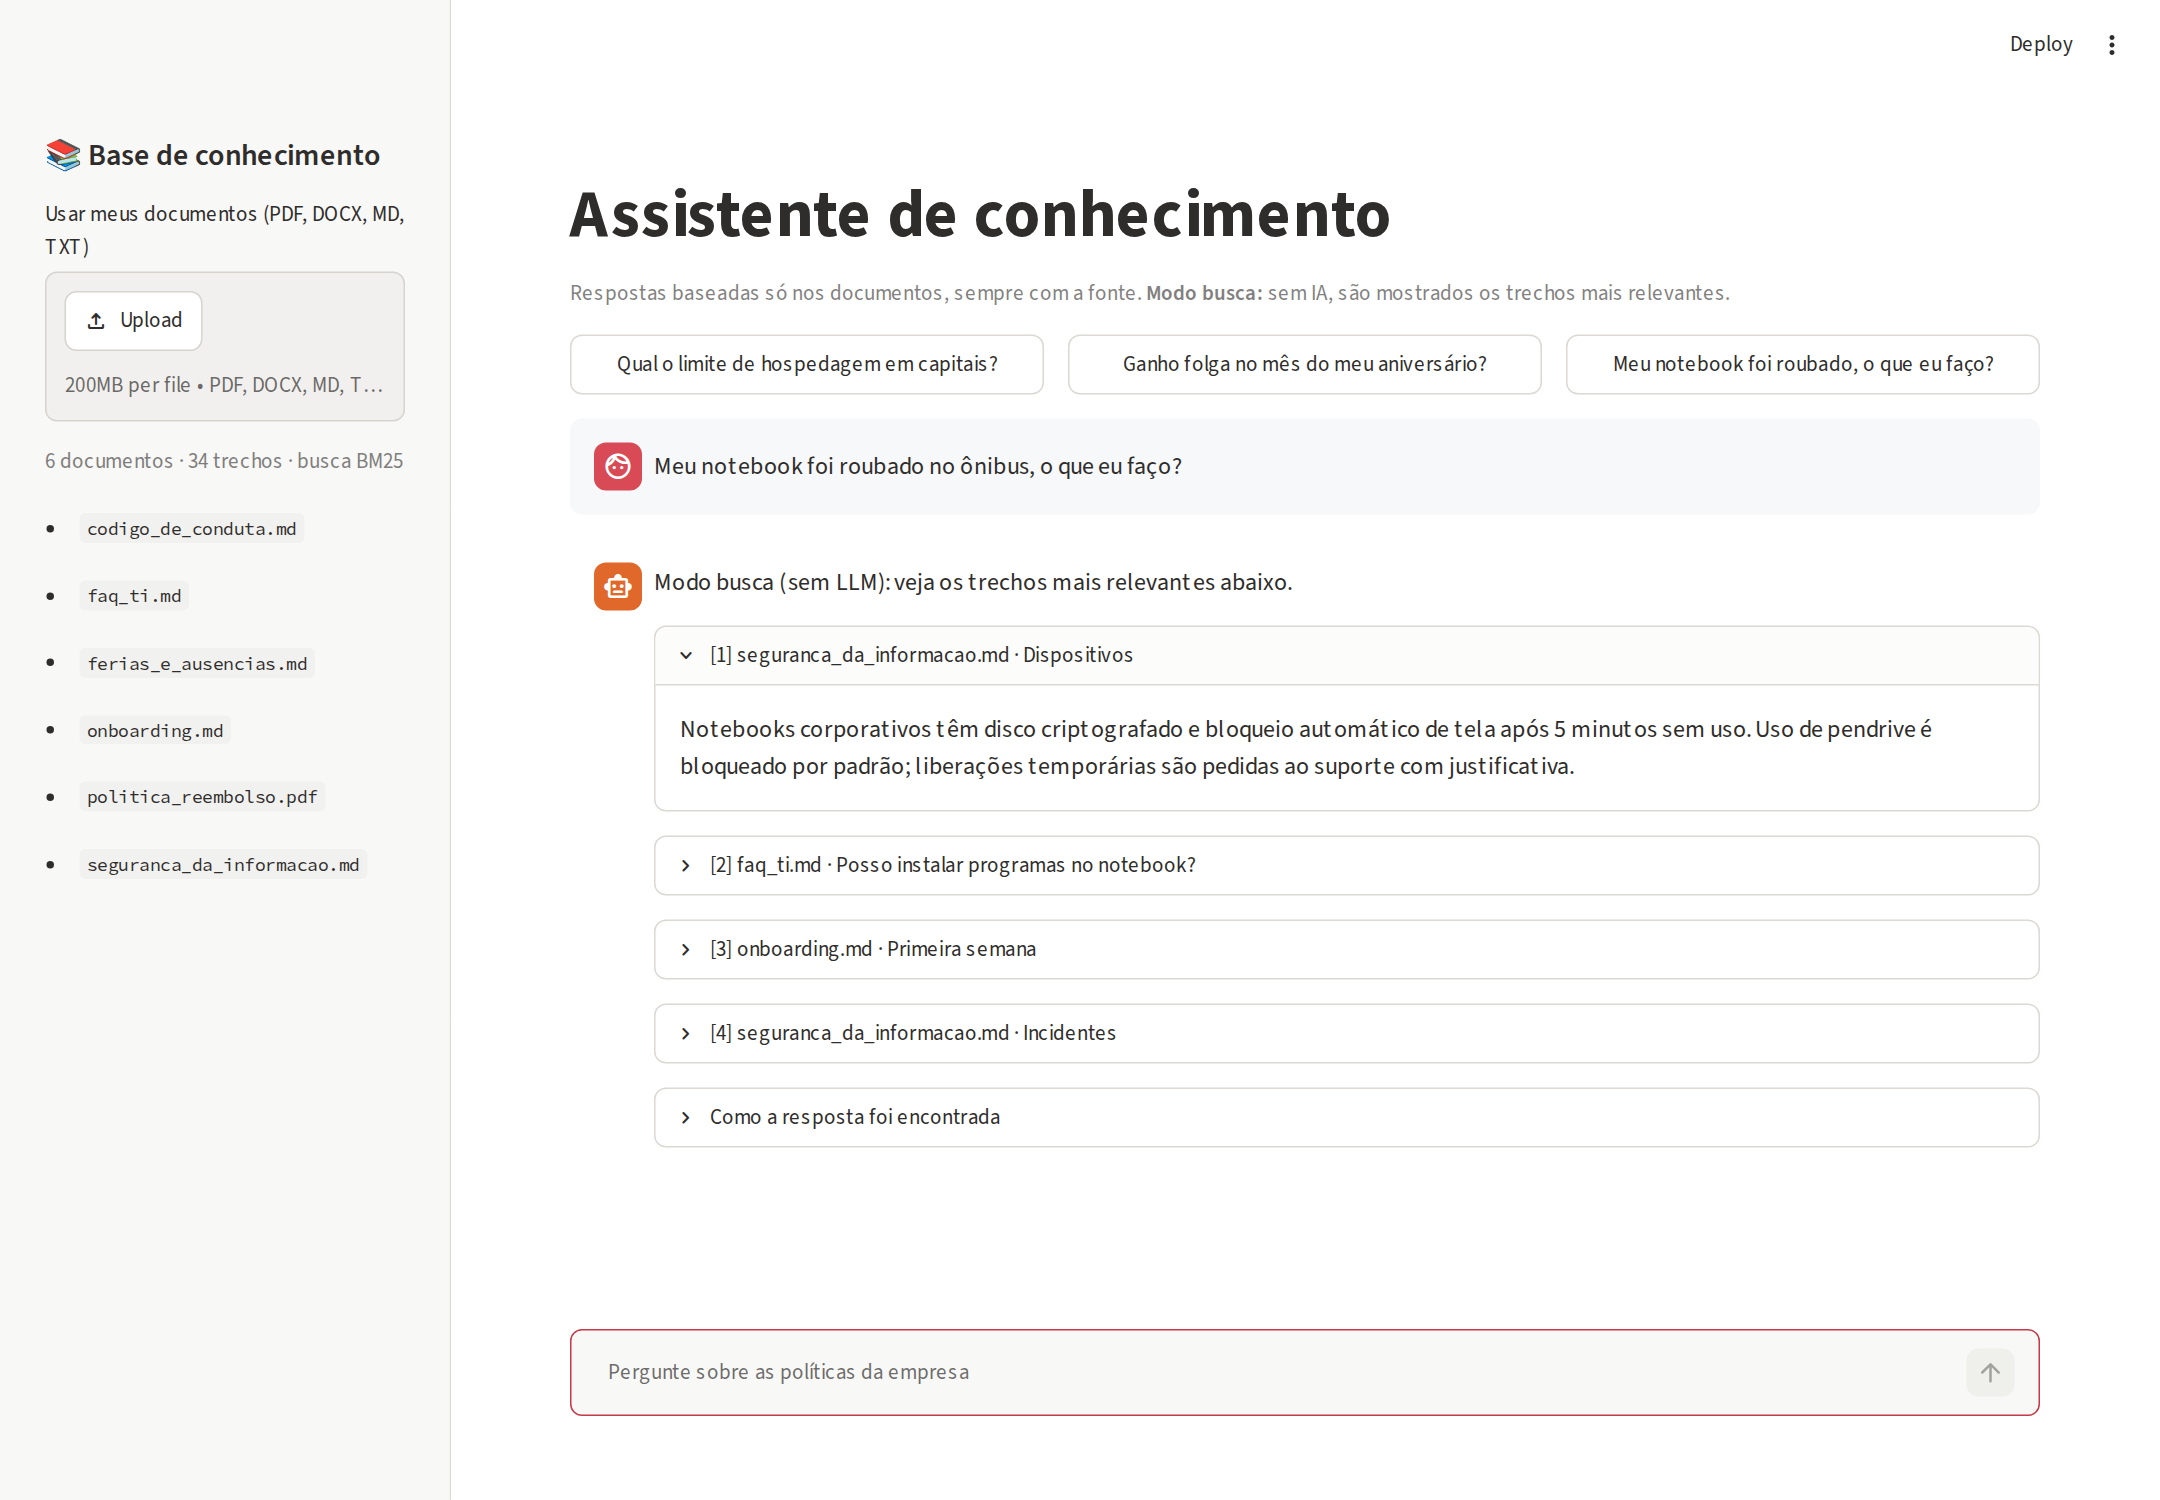 Deploy
📚 Base de conhecimento
Usar meus documentos (PDF, DOCX, MD,
TXT)
Upload
200MB per file • PDF, DOCX, MD, T…
6 documentos · 34 trechos · busca BM25
• codigo_de_conduta.md
• faq_ti.md
• ferias_e_ausencias.md
• onboarding.md
• politica_reembolso.pdf
• seguranca_da_informacao.md
Assistente de conhecimento
Respostas baseadas só nos documentos, sempre com a fonte. Modo busca: sem IA, são mostrados os trechos mais relevantes.
Qual o limite de hospedagem em capitais?
Ganho folga no mês do meu aniversário?
Meu notebook foi roubado, o que eu faço?
Meu notebook foi roubado no ônibus, o que eu faço?
Modo busca (sem LLM): veja os trechos mais relevantes abaixo.
[1] seguranca_da_informacao.md · Dispositivos
Notebooks corporativos têm disco criptografado e bloqueio automático de tela após 5 minutos sem uso. Uso de pendrive é
bloqueado por padrão; liberações temporárias são pedidas ao suporte com justificativa.
[2] faq_ti.md · Posso instalar programas no notebook?
[3] onboarding.md · Primeira semana
[4] seguranca_da_informacao.md · Incidentes
Como a resposta foi encontrada
Pergunte sobre as políticas da empresa